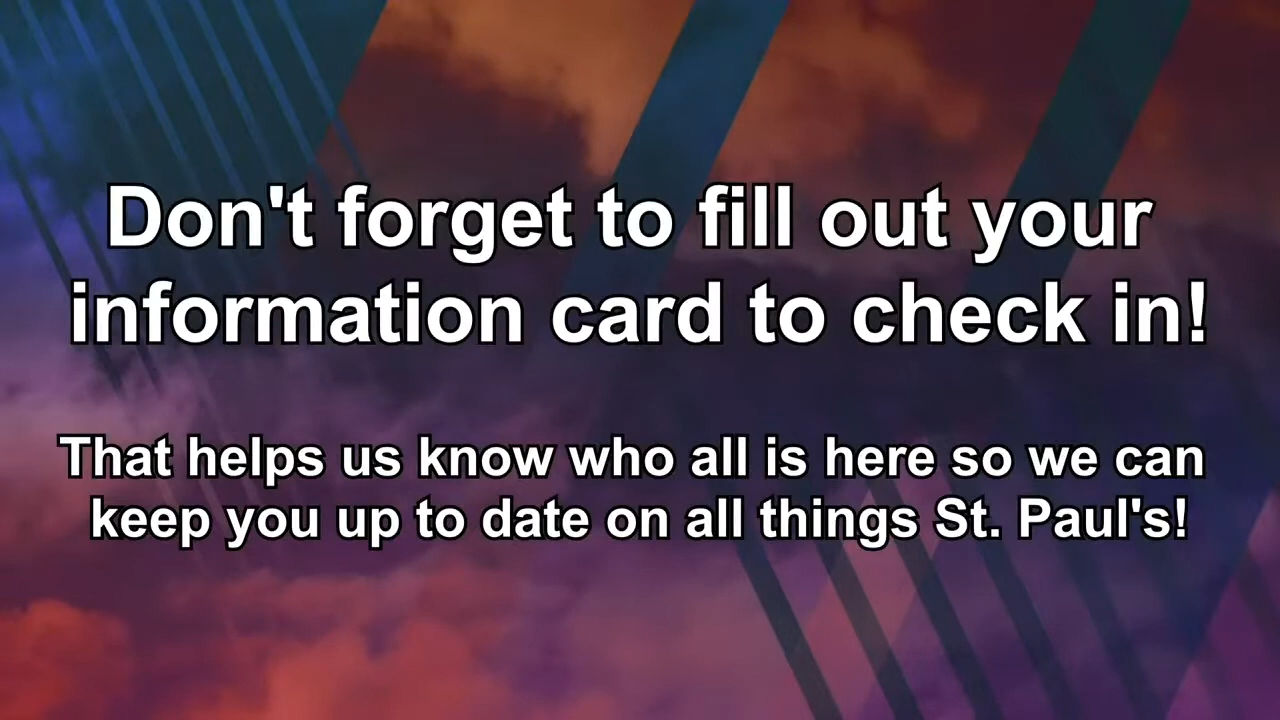 Don't forget to fill out your
information card to check in!
That helps us know who all is here so we can
keep you up to date on all things St. Paul's!